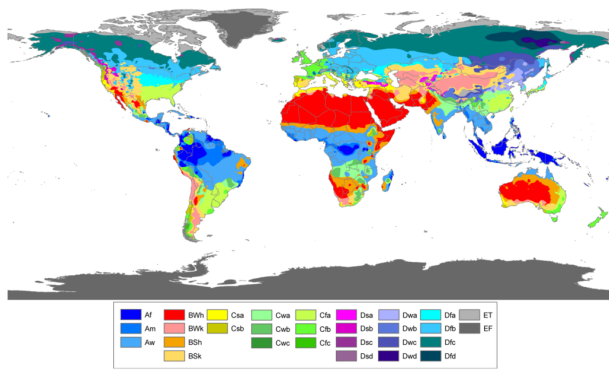 Af BWh Csa Cwa Cfa Dsa Dwa Dfa ET
Am BWk Csb Cwb Cfb Dsb Dwb Dfb EF
Aw BSh Cwc Cfc Dsc Dwc Dfc
BSk Dsd Dwd Dfd